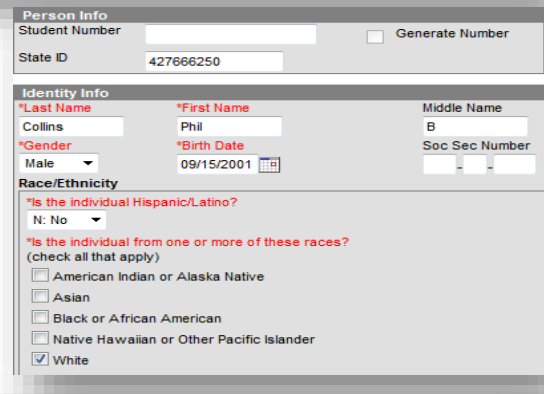 Person Info
Student Number Generate Number
State ID 427666250
Identity Info
*Last Name *First Name Middle Name
Collins Phil B
*Gender *Birth Date Soc Sec Number
Male 09/15/2001 - -
Race/Ethnicity
*Is the individual Hispanic/Latino?
N: No
*Is the individual from one or more of these races?
(check all that apply)
American Indian or Alaska Native
Asian
Black or African American
Native Hawaiian or Other Pacific Islander
White